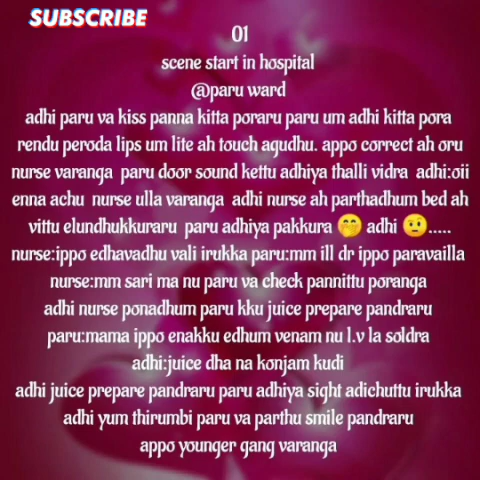 SUBSCRIBE
01
scene start in hospital
@paru ward
adhi paru va kiss panna kitta poraru paru um adhi kitta pora
rendu peroda lips um lite ah touch agudhu. appo correct ah oru
nurse varanga paru door sound kettu adhiya thalli vidra adhi:oii
enna achu nurse ulla varanga adhi nurse ah parthadhum bed ah
vittu elundhukkuraru paru adhiya pakkura 🤭 adhi 🤨.....
nurse:ippo edhavadhu vali irukka paru:mm ill dr ippo paravailla
nurse:mm sari ma nu paru va check pannittu poranga
adhi nurse ponadhum paru kku juice prepare pandraru
paru:mama ippo enakku edhum venam nu l.v la soldra
adhi:juice dha na konjam kudi
adhi juice prepare pandraru paru adhiya sight adichuttu irukka
adhi yum thirumbi paru va parthu smile pandraru
appo younger gang varanga